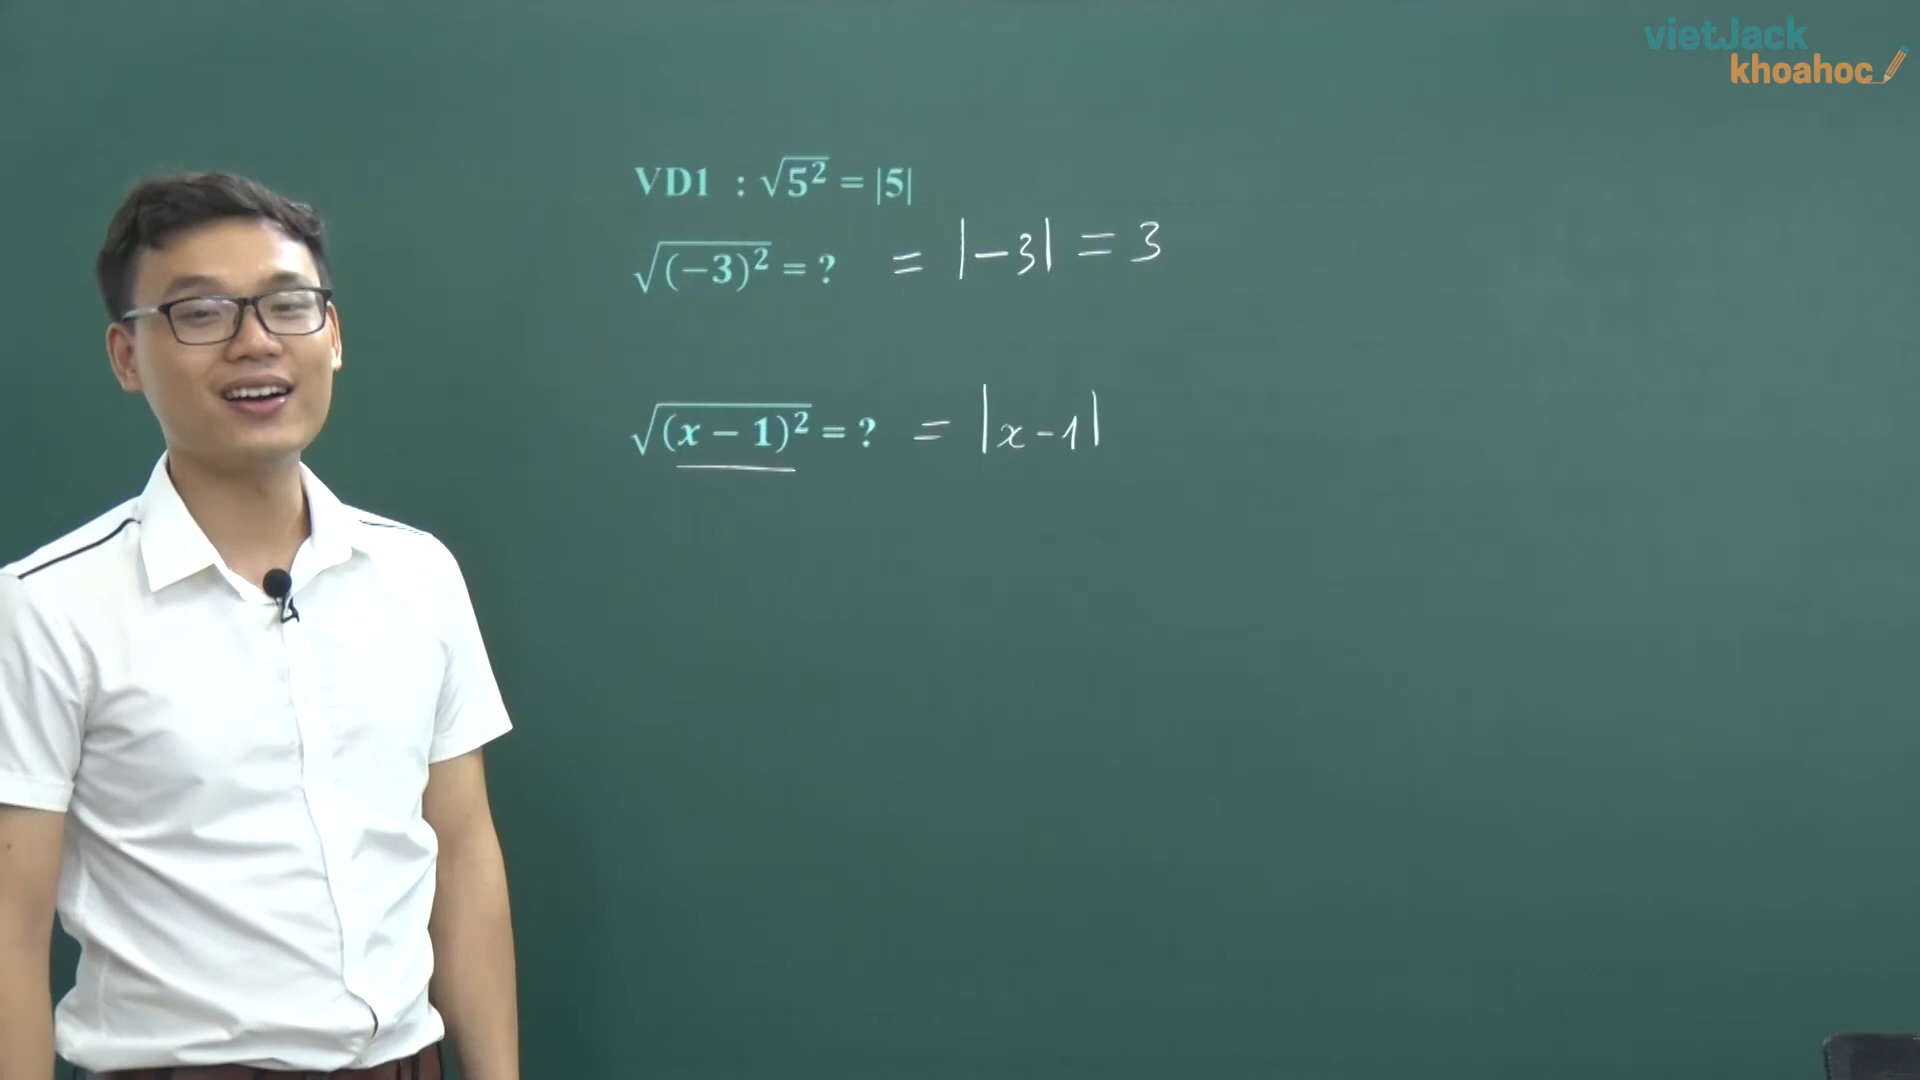 vietJack
khoahoc
VD1 : √5² = |5|
√(−3)² = ? = |−3| = 3
√(x − 1)² = ? = |x−1|